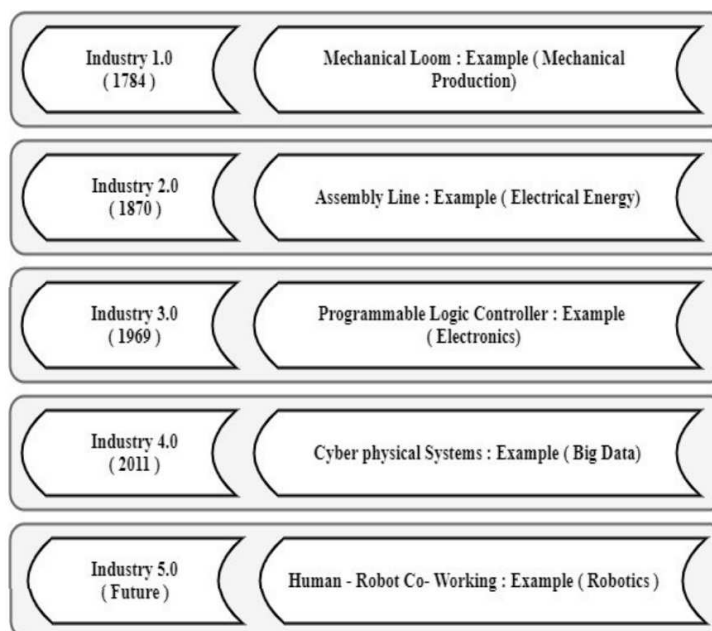 Industry 1.0
( 1784 )
Mechanical Loom : Example ( Mechanical
Production)
Industry 2.0
( 1870 )
Assembly Line : Example ( Electrical Energy)
Industry 3.0
( 1969 )
Programmable Logic Controller : Example
( Electronics)
Industry 4.0
( 2011 )
Cyber physical Systems : Example ( Big Data)
Industry 5.0
( Future )
Human - Robot Co- Working : Example ( Robotics )